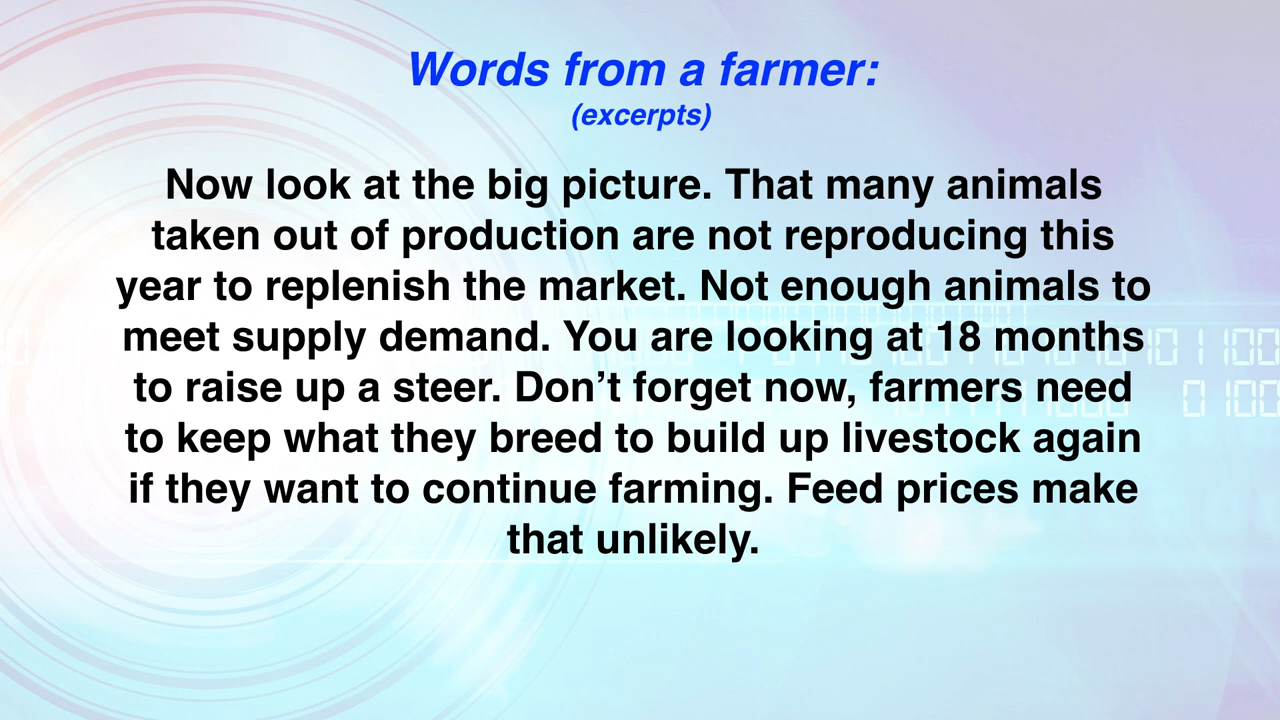 Words from a farmer:
(excerpts)
Now look at the big picture. That many animals
taken out of production are not reproducing this
year to replenish the market. Not enough animals to
meet supply demand. You are looking at 18 months
to raise up a steer. Don’t forget now, farmers need
to keep what they breed to build up livestock again
if they want to continue farming. Feed prices make
that unlikely.